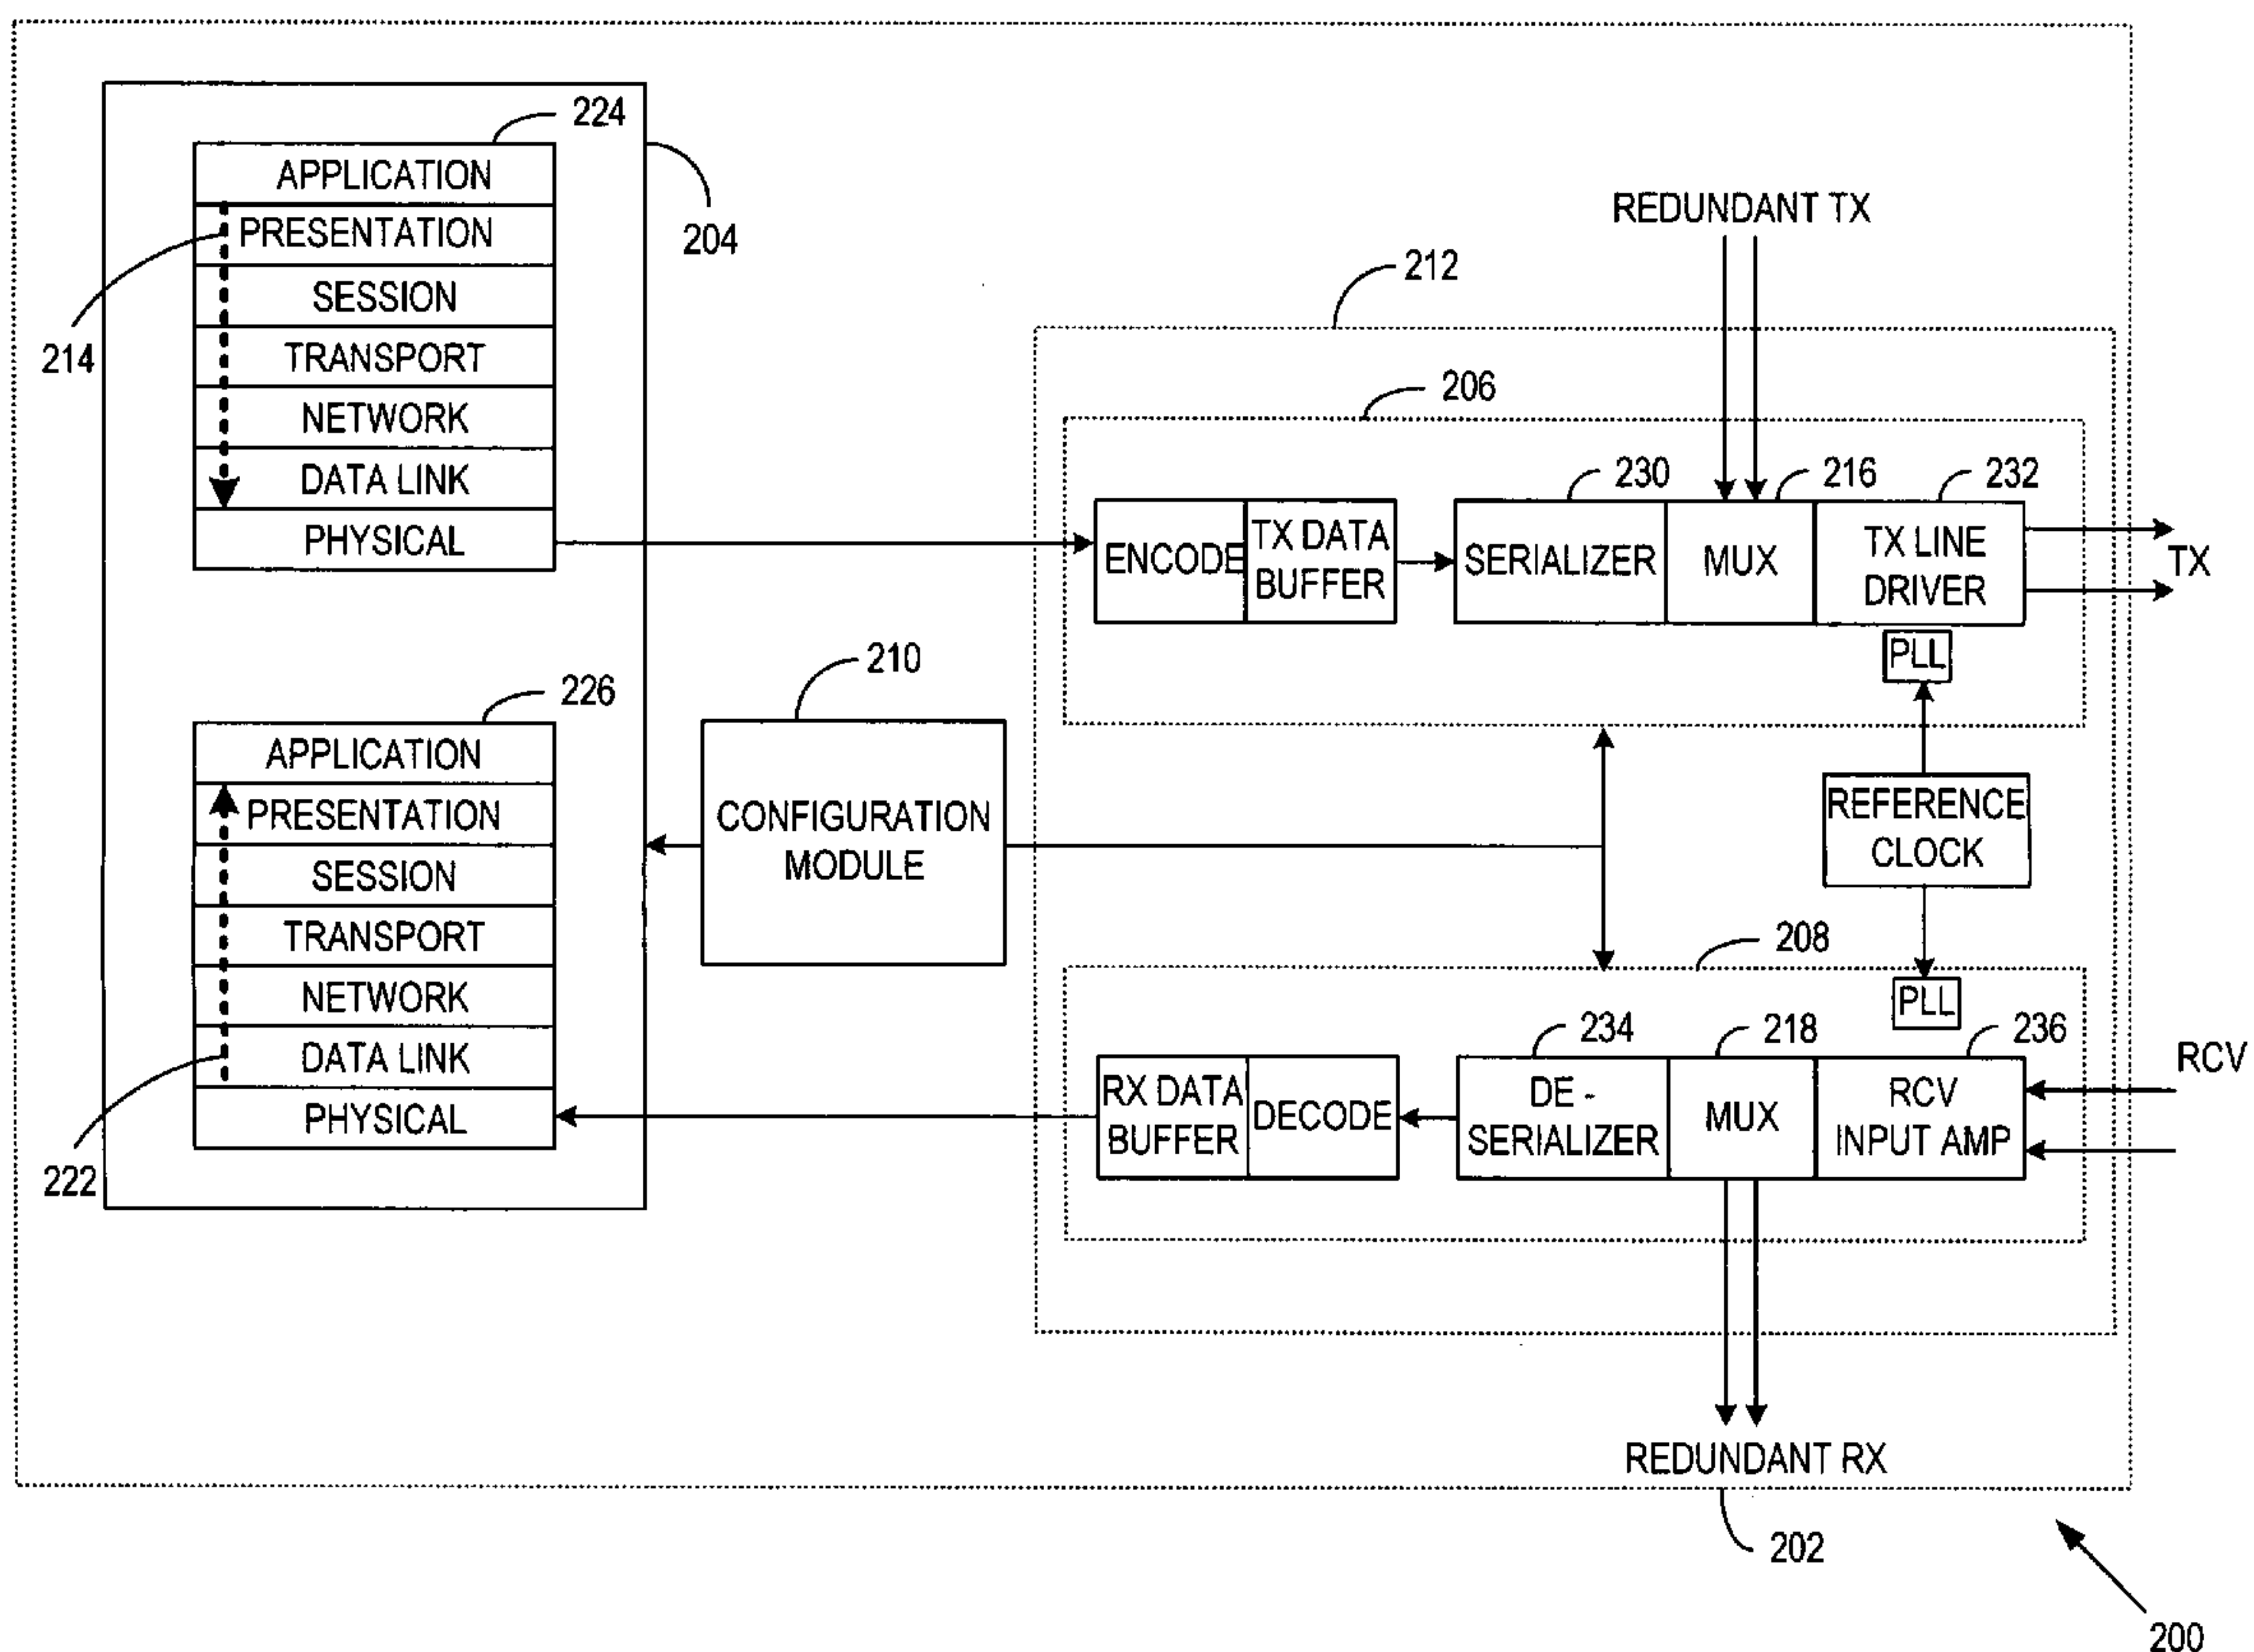 224
APPLICATION
PRESENTATION
SESSION
TRANSPORT
NETWORK
DATA LINK
PHYSICAL
204
214
REDUNDANT TX
212
206
230
216
232
ENCODE
TX DATA
BUFFER
SERIALIZER
MUX
TX LINE
DRIVER
TX
PLL
210
CONFIGURATION
MODULE
REFERENCE
CLOCK
226
APPLICATION
PRESENTATION
SESSION
TRANSPORT
NETWORK
DATA LINK
PHYSICAL
222
208
PLL
234
218
236
RCV
RX DATA
BUFFER
DECODE
DE -
SERIALIZER
MUX
RCV
INPUT AMP
REDUNDANT RX
202
200